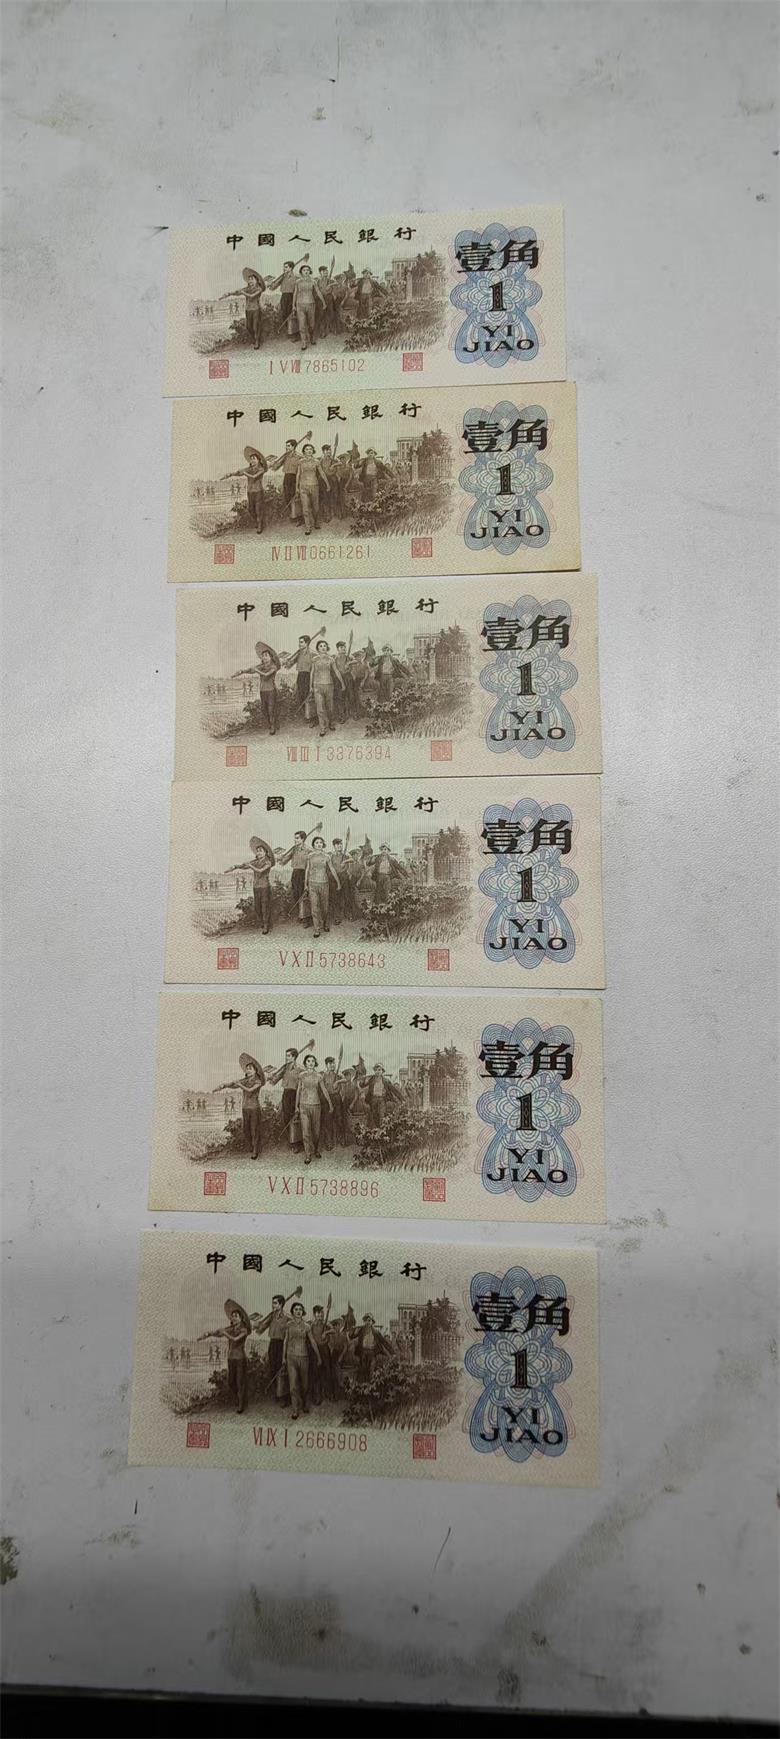 中國人民銀行
壹角
1
YI
JIAO
I V VIII 7865102
中國人民銀行
壹角
1
YI
JIAO
IV II VIII 0661261
中國人民銀行
壹角
1
YI
JIAO
VIII III I 3376394
中國人民銀行
壹角
1
YI
JIAO
V X II 5738643
中國人民銀行
壹角
1
YI
JIAO
V X II 5738896
中國人民銀行
壹角
1
YI
JIAO
VI IX I 2666908